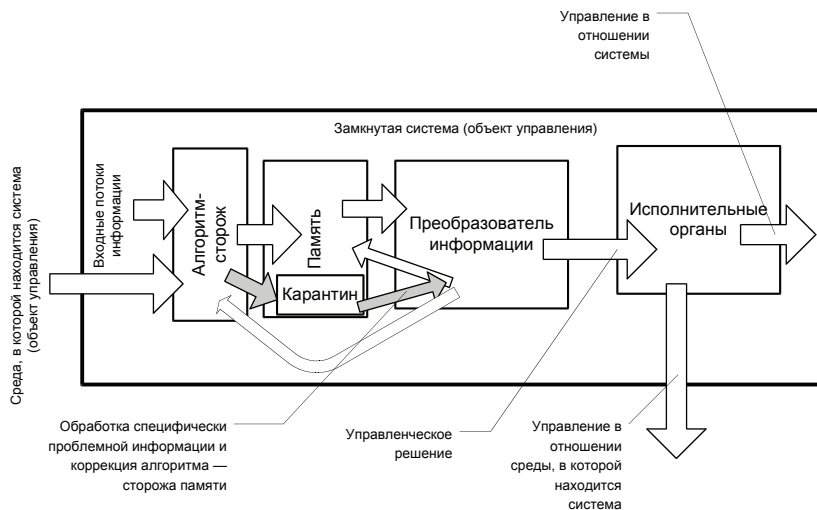 Управление в
отношении
системы
Замкнутая система (объект управления)
Среда, в которой находится система
(объект управления)
Входные потоки
информации
Алгоритм-
сторож
Память
Карантин
Преобразователь
информации
Исполнительные
органы
Обработка специфически
проблемной информации и
коррекция алгоритма —
сторожа памяти
Управленческое
решение
Управление в
отношении
среды, в которой
находится
система